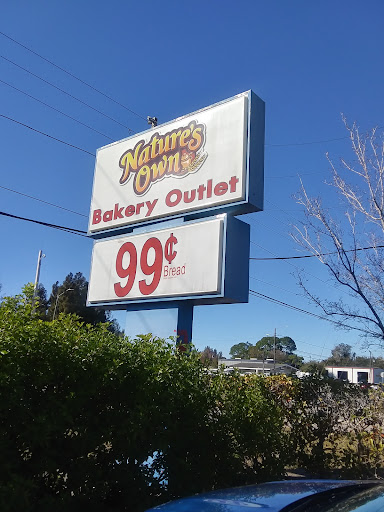 Nature's
Own
Bakery Outlet
99¢
Bread